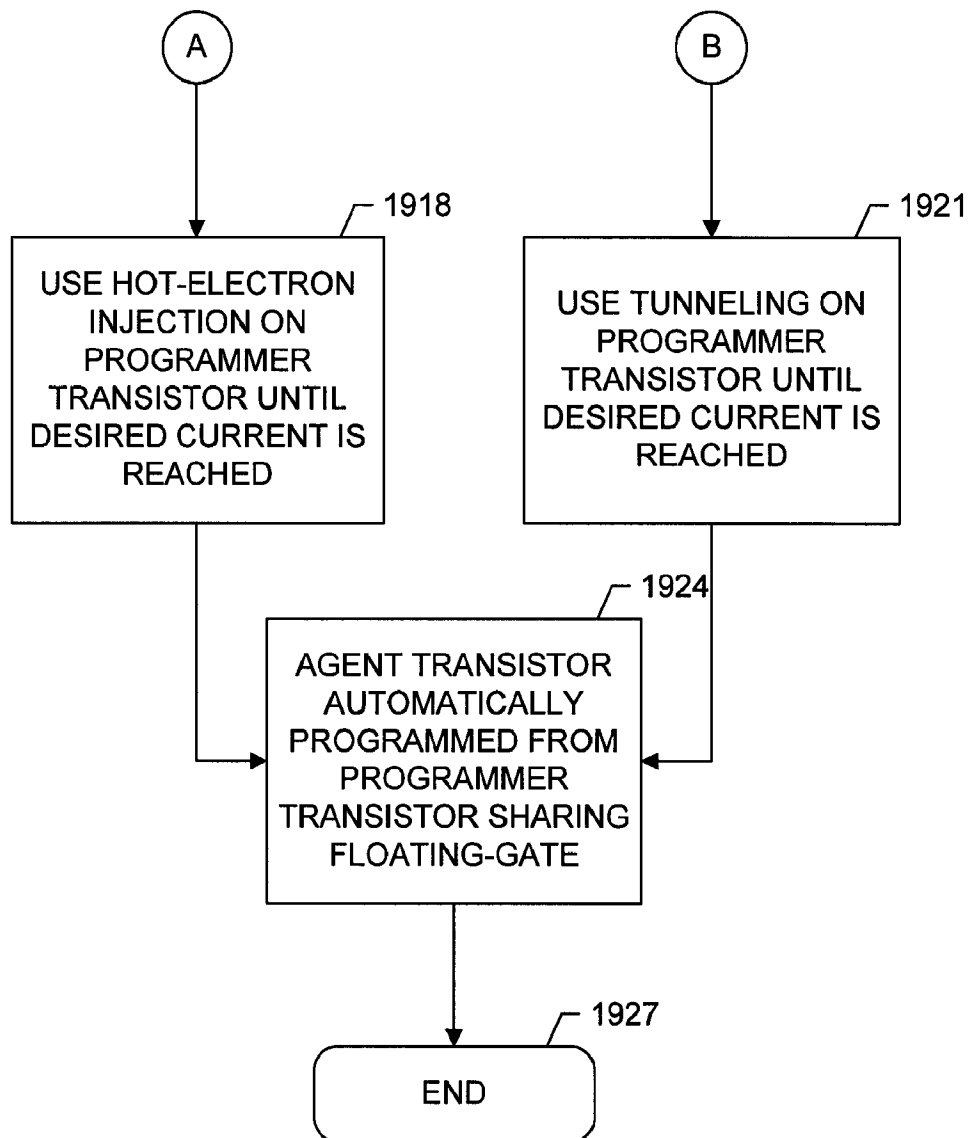 A
B
1918
USE HOT-ELECTRON
INJECTION ON
PROGRAMMER
TRANSISTOR UNTIL
DESIRED CURRENT IS
REACHED
1921
USE TUNNELING ON
PROGRAMMER
TRANSISTOR UNTIL
DESIRED CURRENT IS
REACHED
1924
AGENT TRANSISTOR
AUTOMATICALLY
PROGRAMMED FROM
PROGRAMMER
TRANSISTOR SHARING
FLOATING-GATE
1927
END